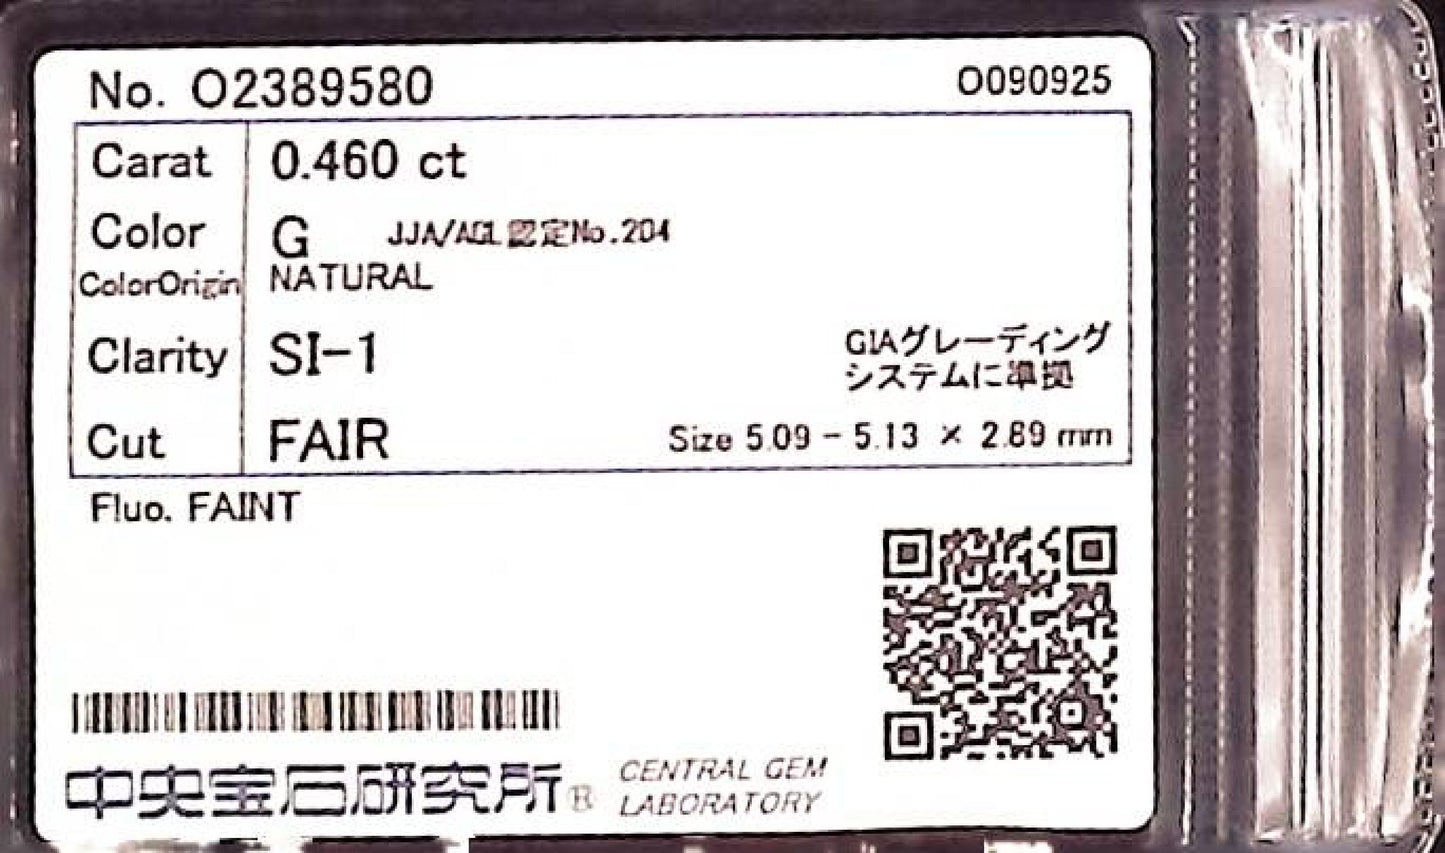 No. O2389580
O090925
Carat 0.460 ct
Color G JJA/AGL認定No.204
ColorOrigin NATURAL
Clarity SI-1
GIAグレーディング
システムに準拠
Cut FAIR Size 5.09 - 5.13 × 2.89 mm
Fluo. FAINT
中央宝石研究所® CENTRAL GEM
LABORATORY